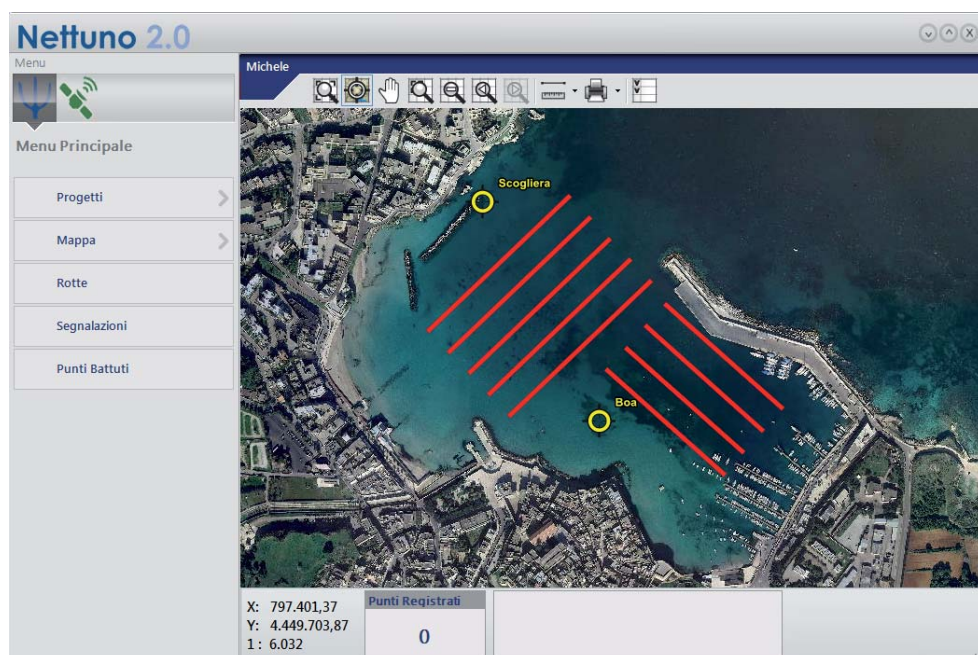 Nettuno 2.0
Menu
Michele
Menu Principale
Progetti
Mappa
Rotte
Segnalazioni
Punti Battuti
Scogliera
Boa
X: 797.401,37
Y: 4.449.703,87
1 : 6.032
Punti Registrati
0